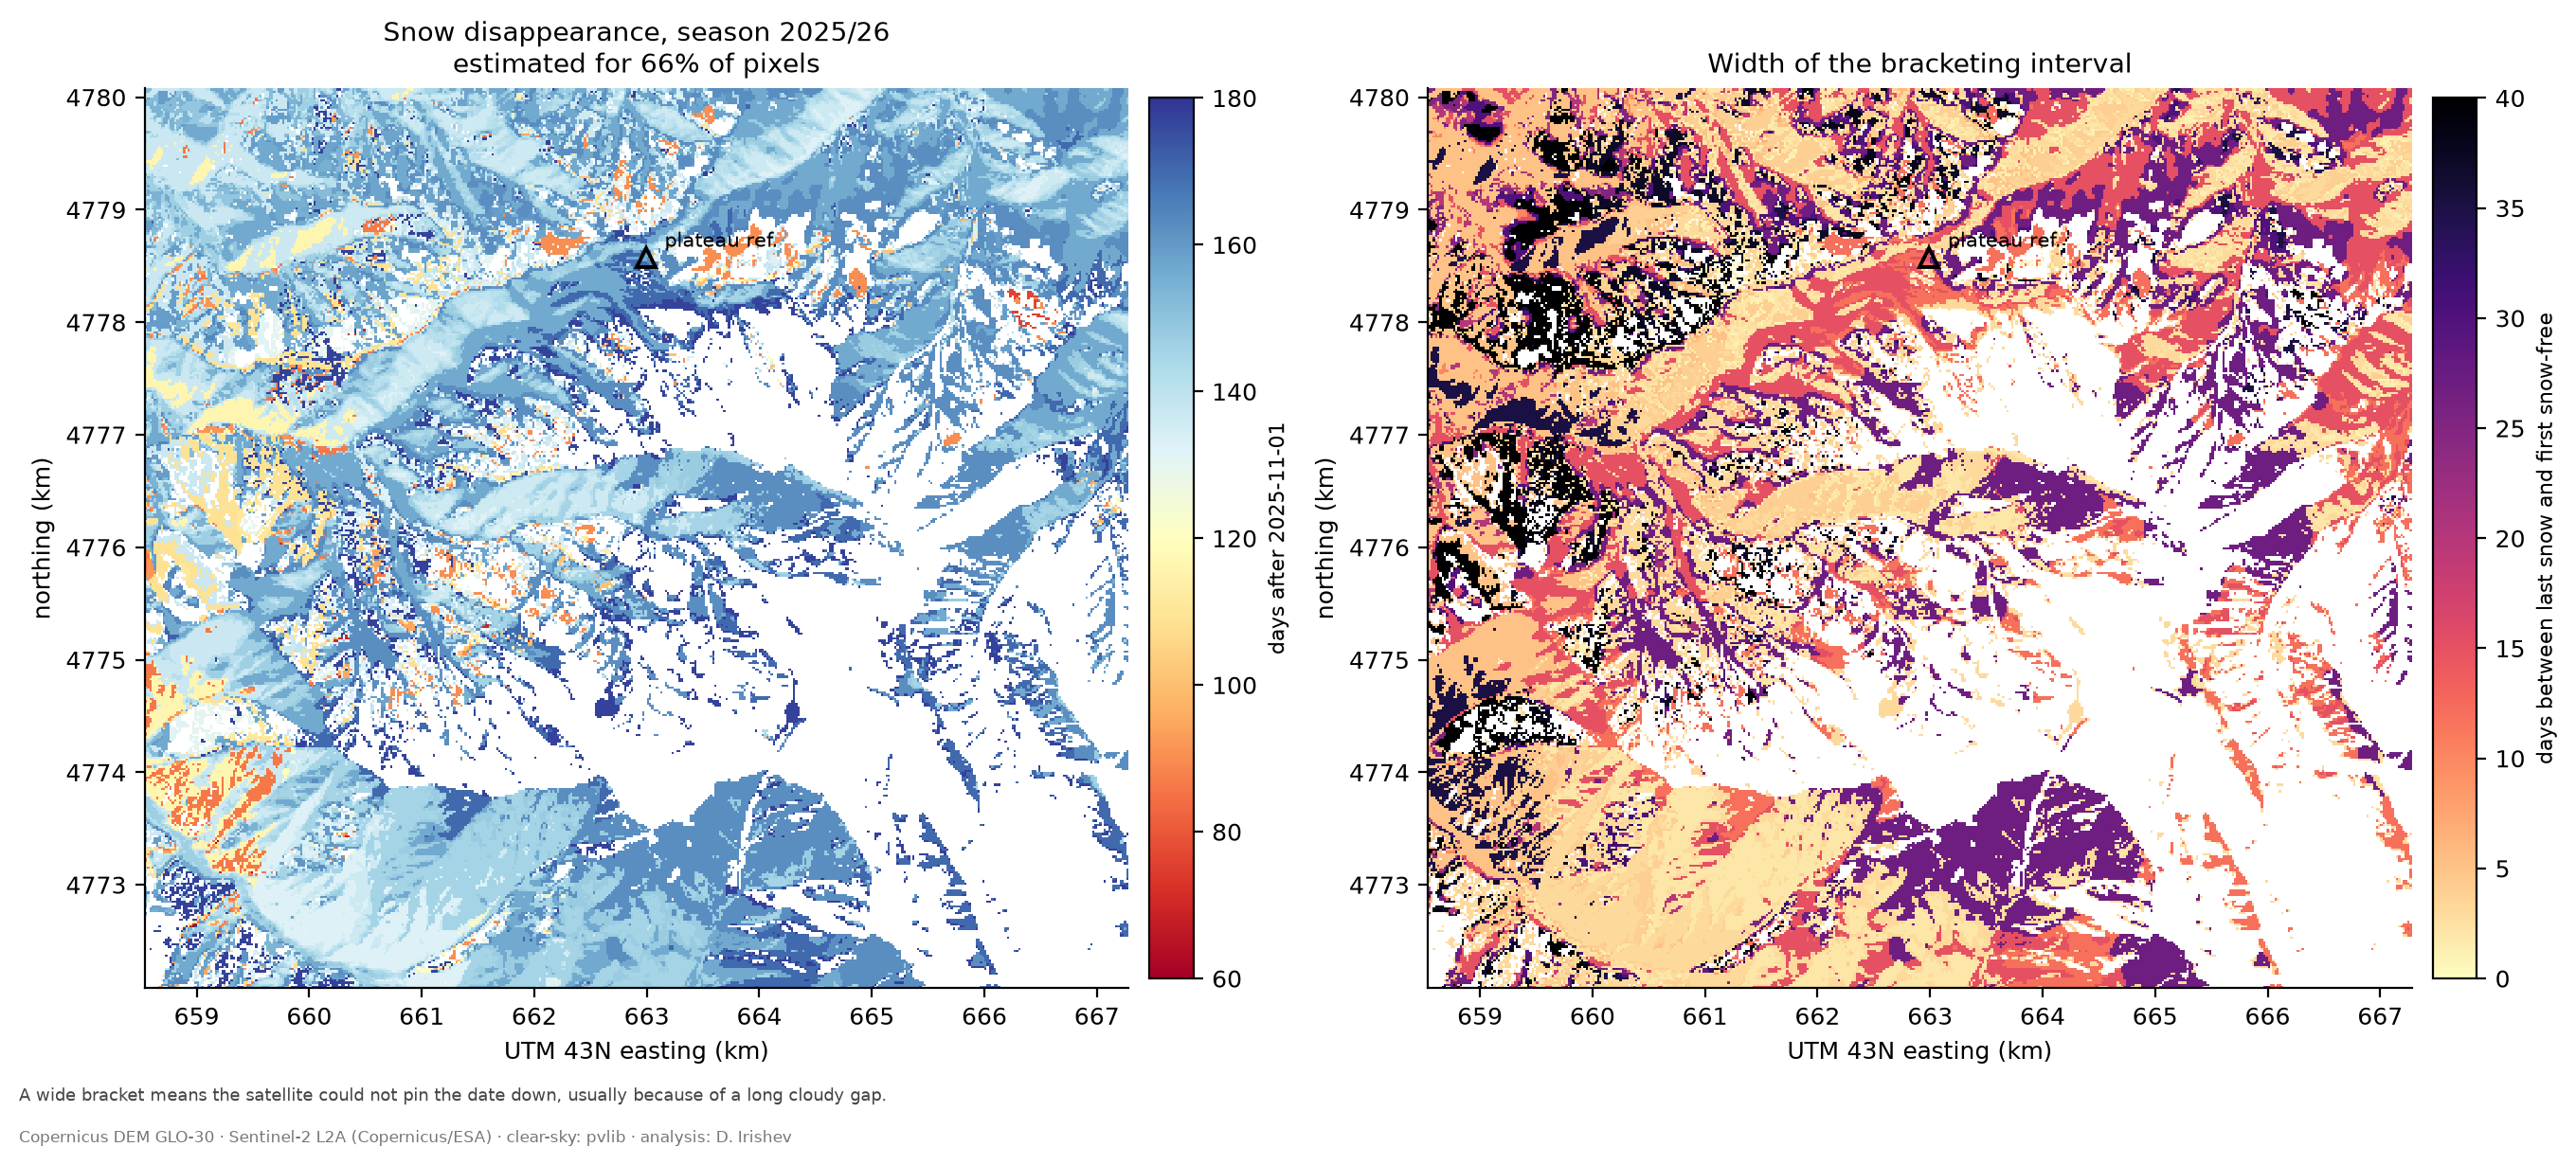 Snow disappearance, season 2025/26
estimated for 66% of pixels
Width of the bracketing interval
4780
4779
4778
4777
4776
4775
4774
4773
northing (km)
plateau ref.
659 660 661 662 663 664 665 666 667
UTM 43N easting (km)
180
160
140
120
100
80
60
days after 2025-11-01
4780
4779
4778
4777
4776
4775
4774
4773
northing (km)
plateau ref.
659 660 661 662 663 664 665 666 667
UTM 43N easting (km)
40
35
30
25
20
15
10
5
0
days between last snow and first snow-free
A wide bracket means the satellite could not pin the date down, usually because of a long cloudy gap.
Copernicus DEM GLO-30 · Sentinel-2 L2A (Copernicus/ESA) · clear-sky: pvlib · analysis: D. Irishev